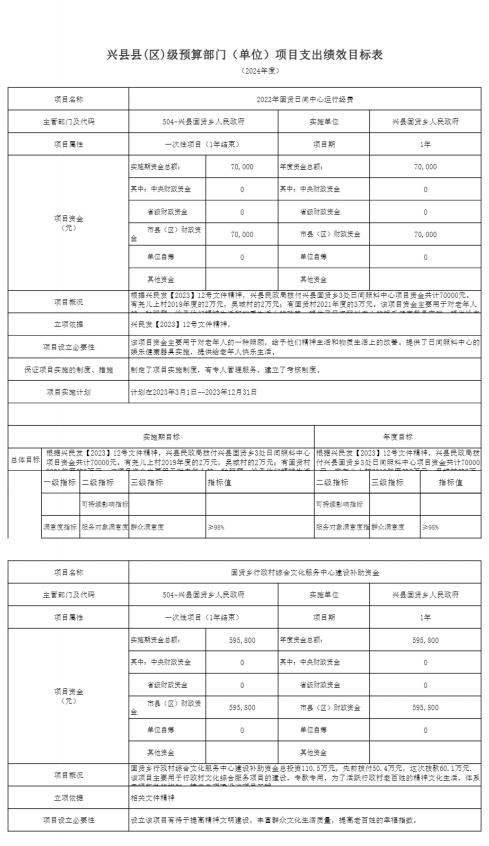 兴县县(区)级预算部门（单位）项目支出绩效目标表
（2024年度）
项目名称 2022年固贤日间中心运行经费
主管部门及代码 504-兴县固贤乡人民政府 实施单位 兴县固贤乡人民政府
项目属性 一次性项目（1年结束） 项目期 1年
项目资金（元）
实施期资金总额： 70,000 年度资金总额： 70,000
其中：中央财政资金 0 其中：中央财政资金 0
省级财政资金 0 省级财政资金 0
市县（区）财政资金 70,000 市县（区）财政资金 70,000
单位自筹 0 单位自筹 0
其他资金 其他资金
项目概况 根据兴民发【2023】12号文件精神，兴县民政局拨付兴县固贤乡3处日间照料中心项目资金共计70000元。
有尧儿上村2019年度的2万元，吴城村的2万元；有固贤村2021年度的3万元。该项目资金主要用于对老年人
立项依据 兴民发【2023】12号文件精神，
项目设立必要性 该项目资金主要用于对老年人的一种照顾，给予他们精神生活和物质生活上的改善。提供了日间照料中心的
娱乐健康器具实施，提供给老年人快乐生活。
保证项目实施的制度、措施 制定了项目实施制度，有专人管理服务，建立了考核制度。
项目实施计划 计划在2023年3月1日--2023年12月31日
实施期目标 年度目标
总体目标 根据兴民发【2023】12号文件精神，兴县民政局拨付兴县固贤乡3处日间照料中心项目资金共计70000元。有尧儿上村2019年度的2万元，吴城村的2万元；有固贤村 根据兴民发【2023】12号文件精神，兴县民政局拨付兴县固贤乡3处日间照料中心项目资金共计70000
一级指标 二级指标 三级指标 指标值 二级指标 三级指标 指标值
可持续影响指标 可持续影响指标
满意度指标 服务对象满意度 群众满意度 ≥98% 服务对象满意度指 群众满意度 ≥98%
项目名称 固贤乡行政村综合文化服务中心建设补助资金
主管部门及代码 504-兴县固贤乡人民政府 实施单位 兴县固贤乡人民政府
项目属性 一次性项目（1年结束） 项目期 1年
项目资金（元）
实施期资金总额： 595,800 年度资金总额： 595,800
其中：中央财政资金 0 其中：中央财政资金 0
省级财政资金 0 省级财政资金 0
市县（区）财政资金 595,800 市县（区）财政资金 595,800
单位自筹 0 单位自筹 0
其他资金 其他资金
项目概况 固贤乡行政村综合文化服务中心建设补助资金总投资110.5万元，先前拨付50.4万元，这次拨款60.1万元.
该项目主要用于行政村文化综合服务项目的建设，专款专用，为了活跃行政村老百姓的精神文化生活，体系
立项依据 相关文件精神
项目设立必要性 设立该项目有待于提高精神文明建设，丰富群众文化生活质量，提高老百姓的幸福指数。